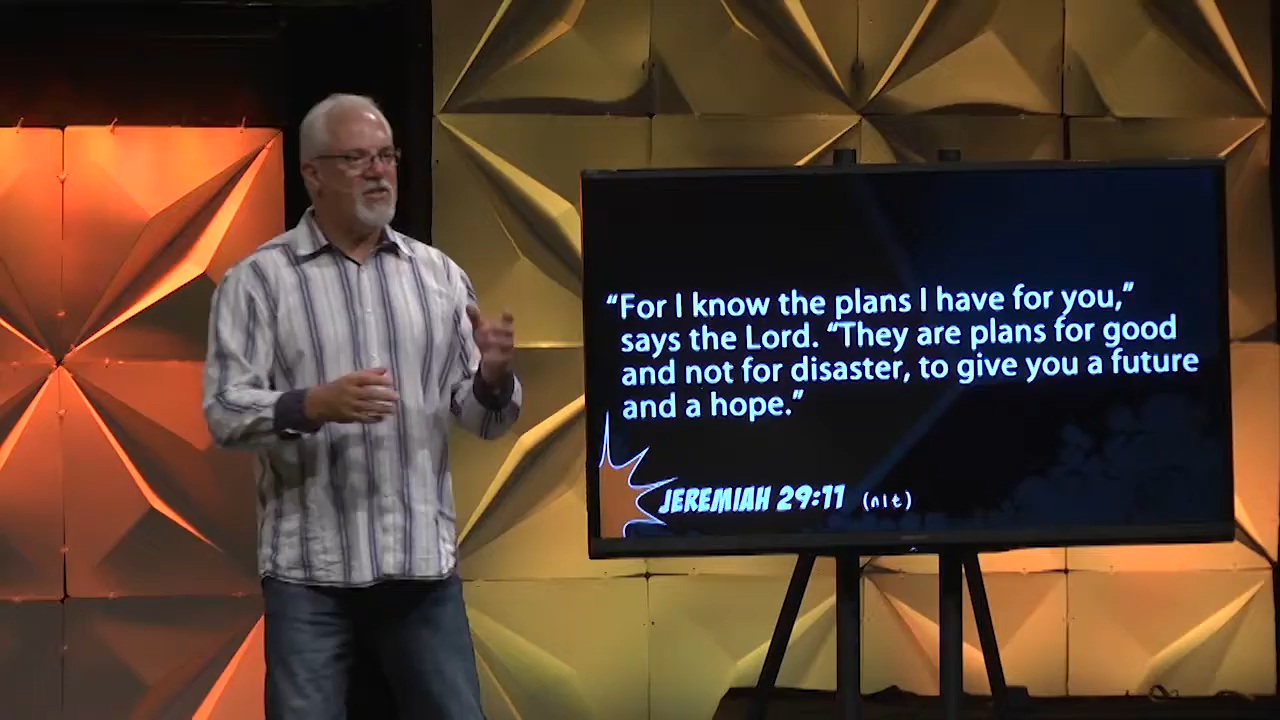 “For I know the plans I have for you,”
says the Lord. “They are plans for good
and not for disaster, to give you a future
and a hope.”
JEREMIAH 29:11 (nlt)